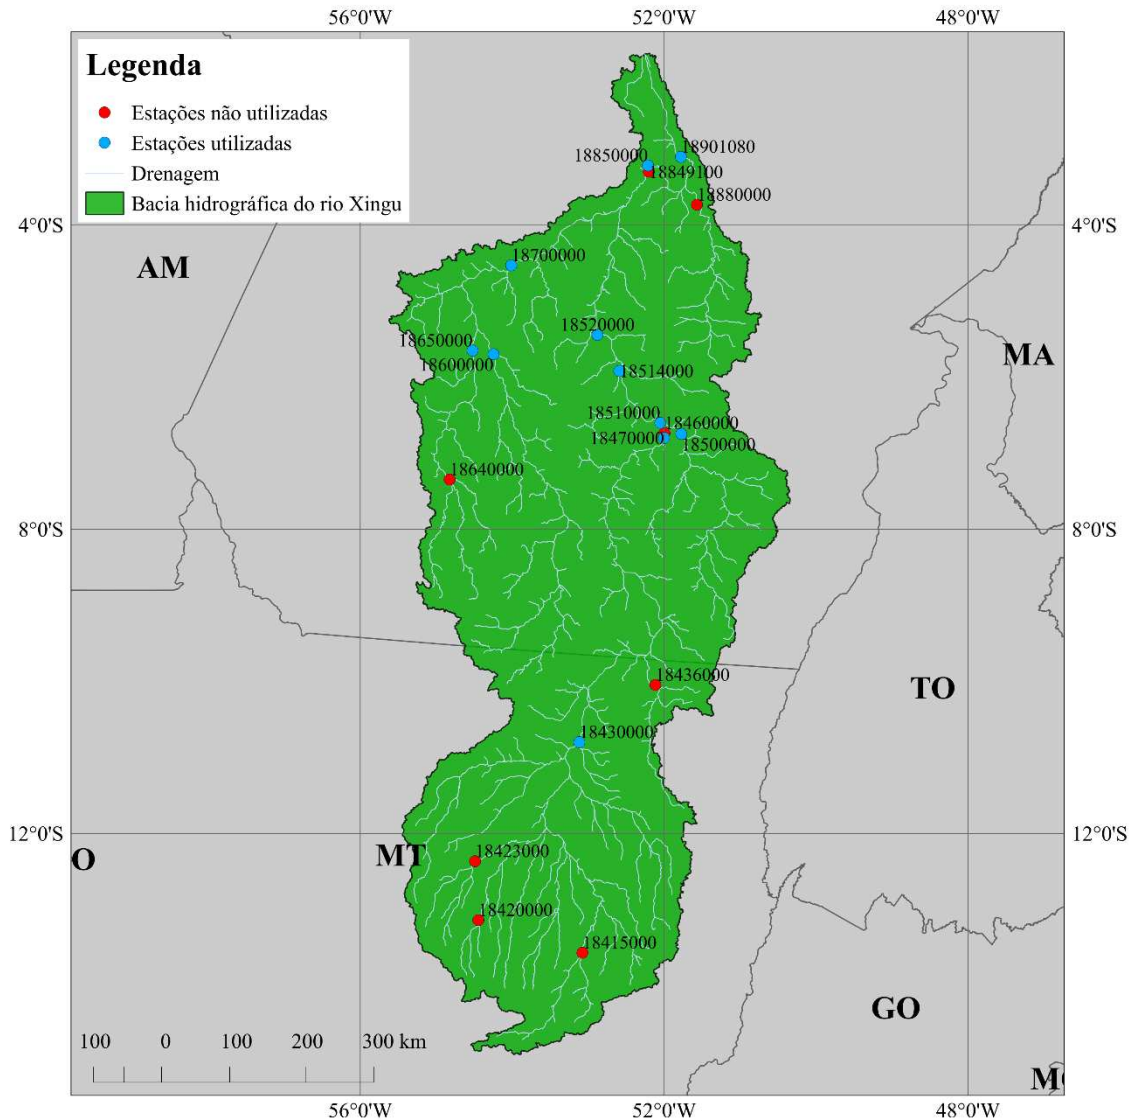 56°0'W 52°0'W 48°0'W
Legenda
Estações não utilizadas
Estações utilizadas
Drenagem
Bacia hidrográfica do rio Xingu
18901080
18850000
18849100
18880000
4°0'S 4°0'S
AM
18700000
18520000
18650000
18600000
MA
18514000
18510000
18460000
18470000
18500000
18640000
8°0'S 8°0'S
18436000
TO
18430000
12°0'S 12°0'S
O
MT
18423000
18420000
18415000
GO
100 0 100 200 300 km
M
56°0'W 52°0'W 48°0'W